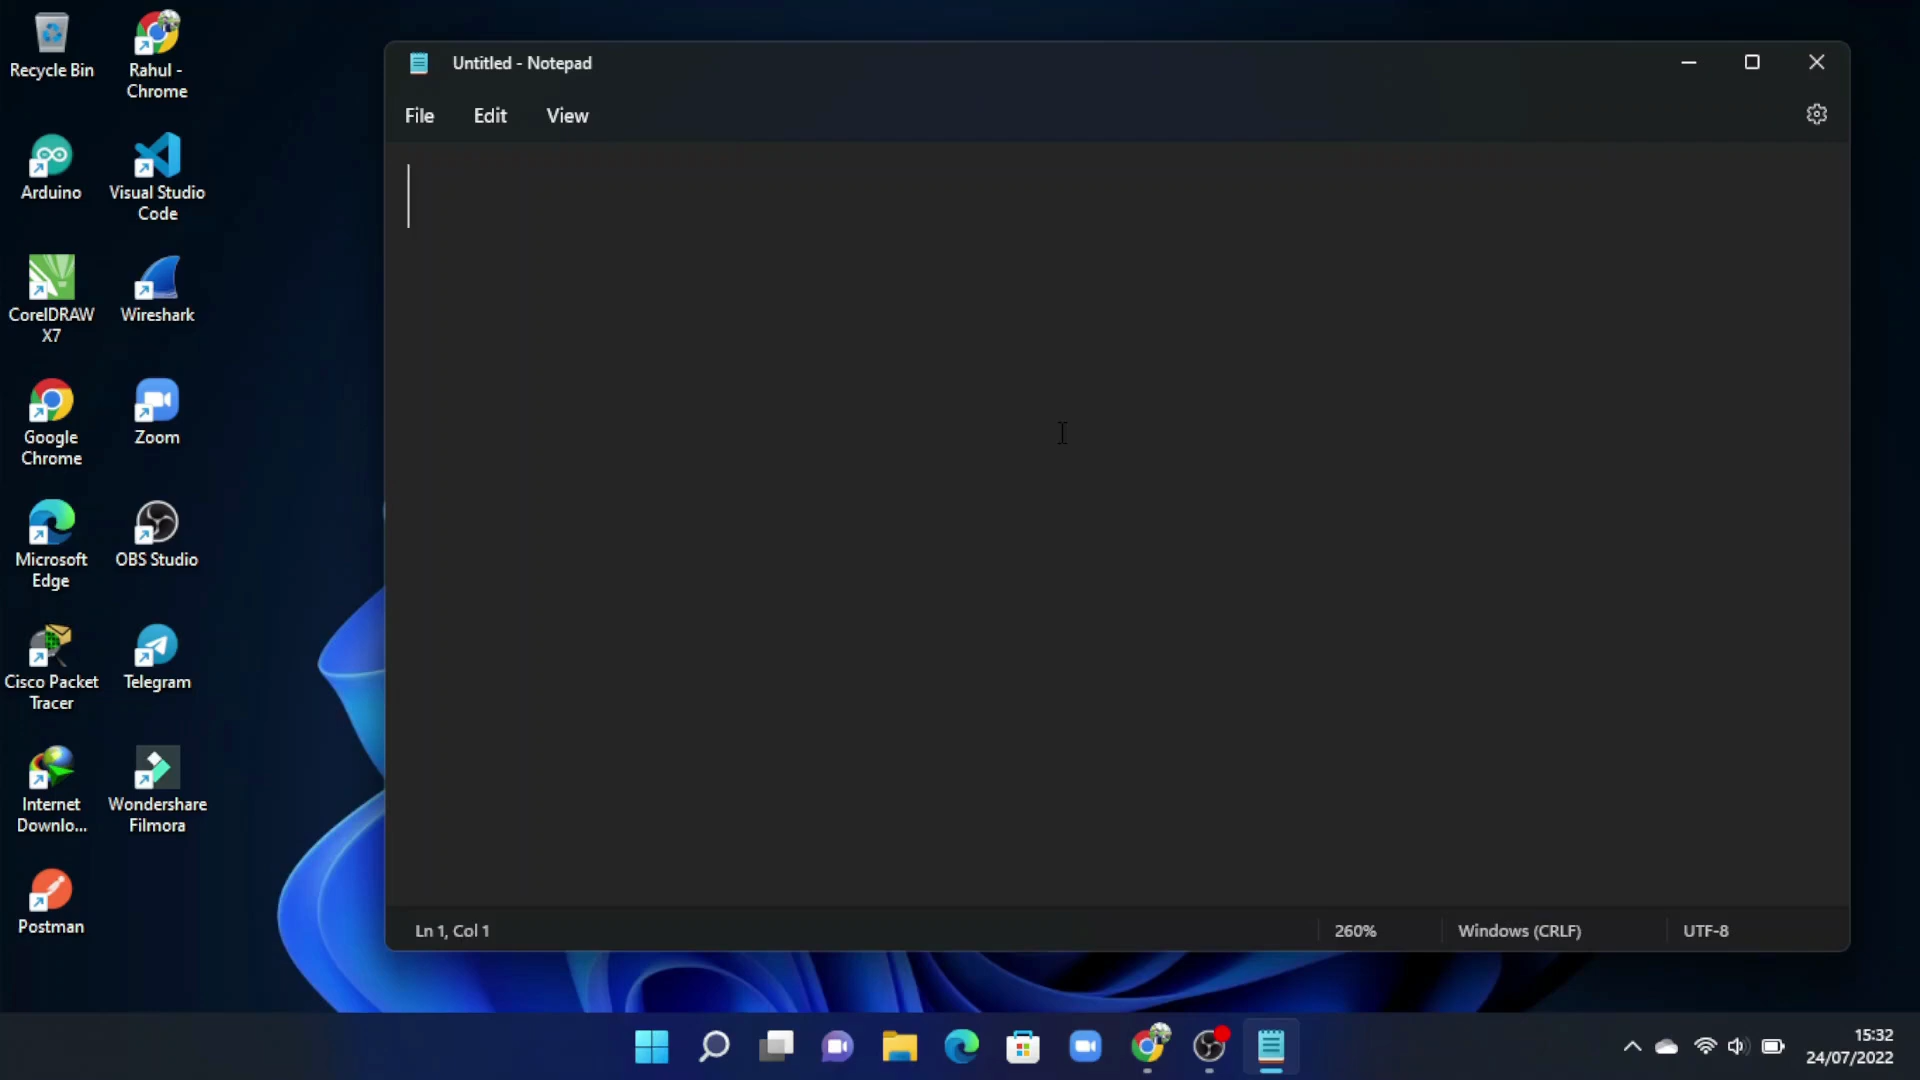 Recycle Bin
Rahul -
Chrome
Arduino
Visual Studio
Code
CorelDRAW
X7
Wireshark
Google
Chrome
Zoom
Microsoft
Edge
OBS Studio
Cisco Packet
Tracer
Telegram
Internet
Downlo...
Wondershare
Filmora
Postman
Untitled - Notepad
File
Edit
View
Ln 1, Col 1
260%
Windows (CRLF)
UTF-8
15:32
24/07/2022